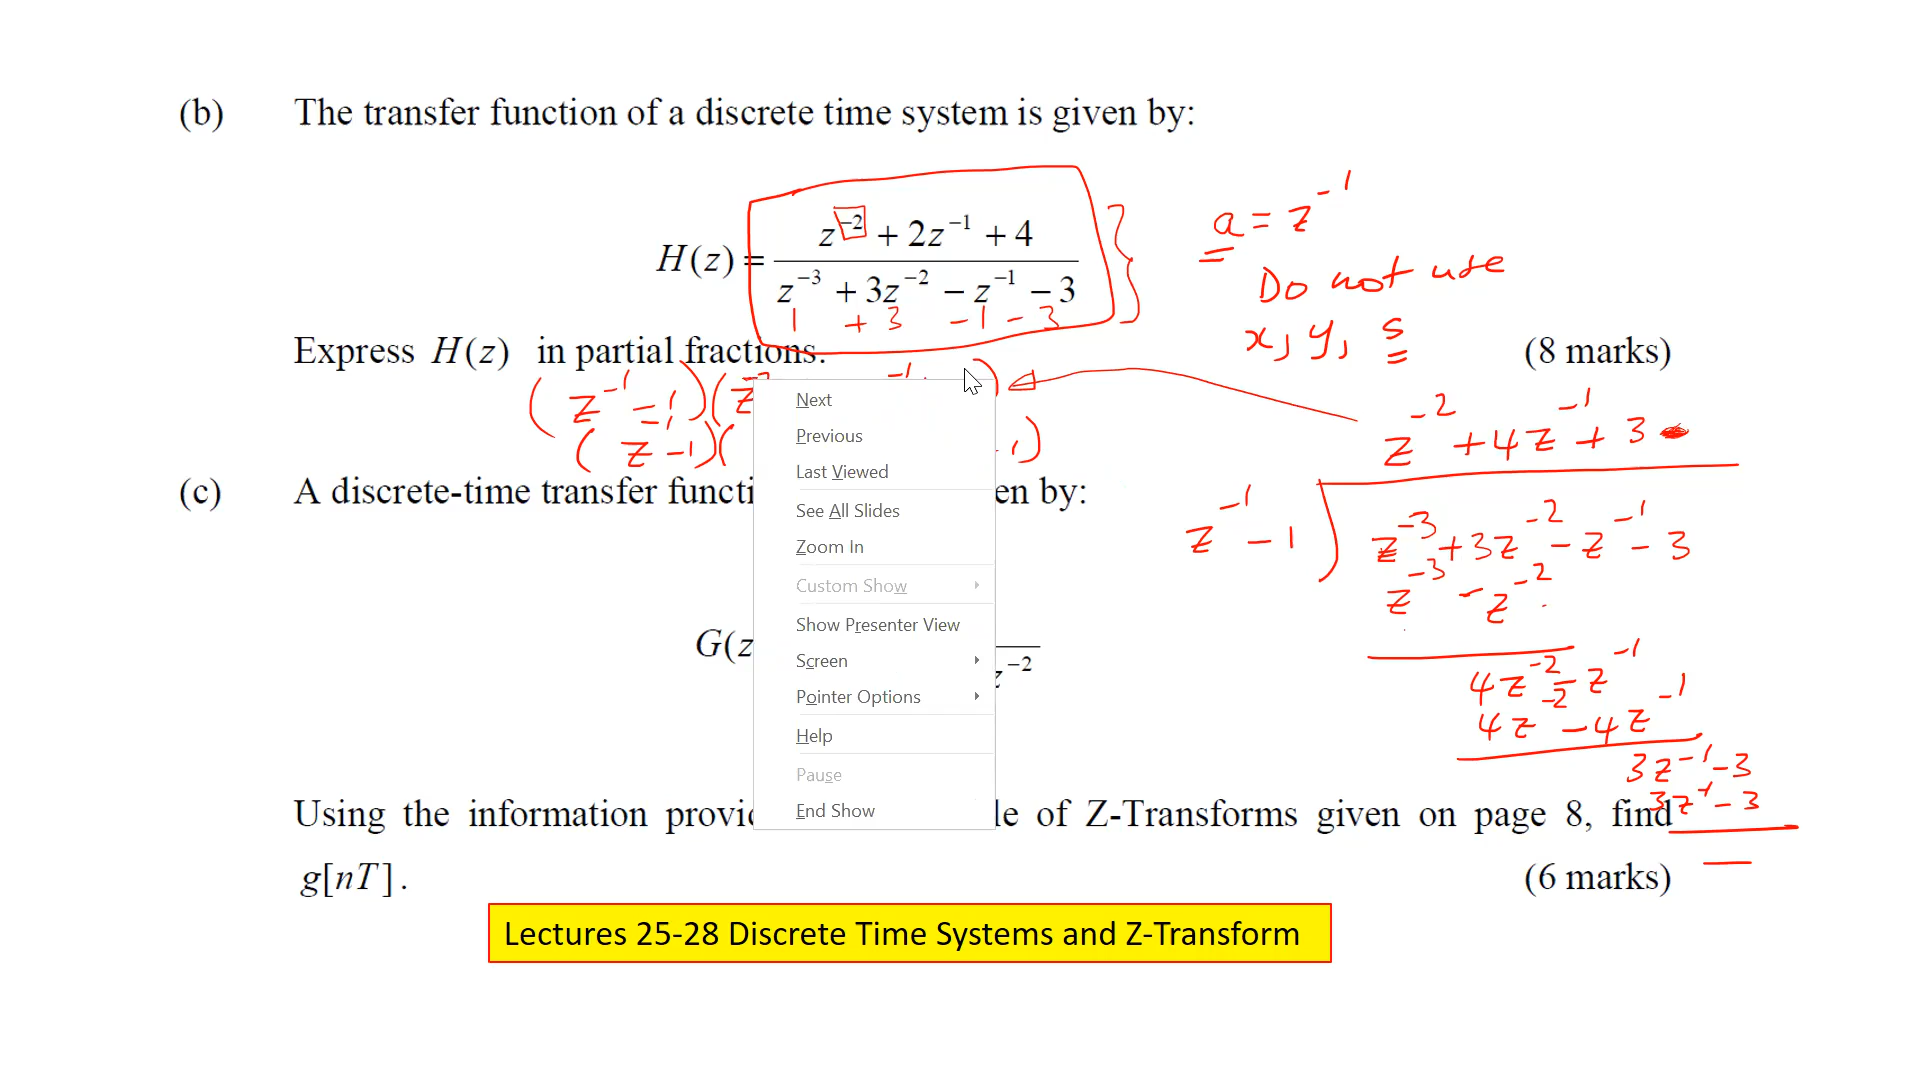 (b) The transfer function of a discrete time system is given by:
H(z) = (z^{-2} + 2z^{-1} + 4) / (z^{-3} + 3z^{-2} - z^{-1} - 3)
1 + 3 - 1 - 3
a = z^{-1}
Do not use
x, y, s
Express H(z) in partial fractions. (8 marks)
(z^{-1} - 1)(z
(z - 1)(
z^{-2} + 4z^{-1} + 3
z^{-1} - 1 ) z^{-3} + 3z^{-2} - z^{-1} - 3
z^{-3} - z^{-2}
4z^{-2} - z^{-1}
4z^{-2} - 4z^{-1}
3z^{-1} - 3
3z^{-1} - 3
(c) A discrete-time transfer functi en by:
G(z
z^{-2}
Using the information provi le of Z-Transforms given on page 8, find
g[nT]. (6 marks)
Next
Previous
Last Viewed
See All Slides
Zoom In
Custom Show
Show Presenter View
Screen
Pointer Options
Help
Pause
End Show
Lectures 25-28 Discrete Time Systems and Z-Transform